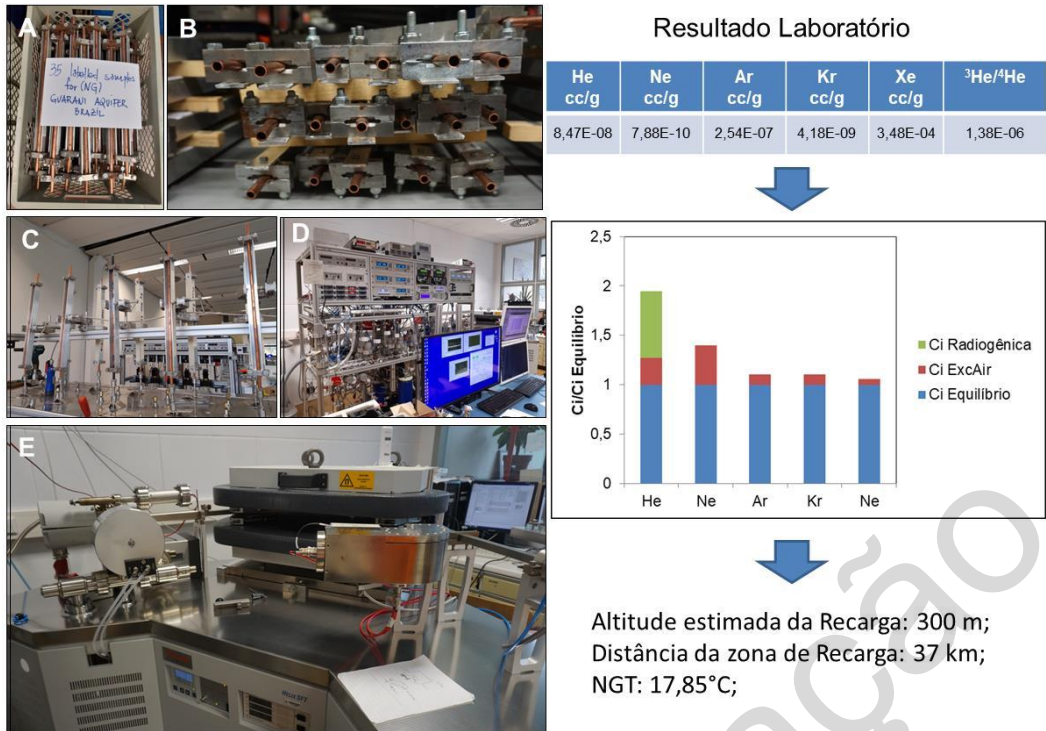 A
35 labelled samples
for (NG)
GUARANI AQUIFER
BRAZIL
B
C
D
E
Resultado Laboratório
He cc/g	Ne cc/g	Ar cc/g	Kr cc/g	Xe cc/g	³He/⁴He
8,47E-08	7,88E-10	2,54E-07	4,18E-09	3,48E-04	1,38E-06
Ci/Ci Equilíbrio
2,5
2
1,5
1
0,5
0
He	Ne	Ar	Kr	Ne
Ci Radiogênica
Ci ExcAir
Ci Equilíbrio
Altitude estimada da Recarga: 300 m;
Distância da zona de Recarga: 37 km;
NGT: 17,85°C;
ação